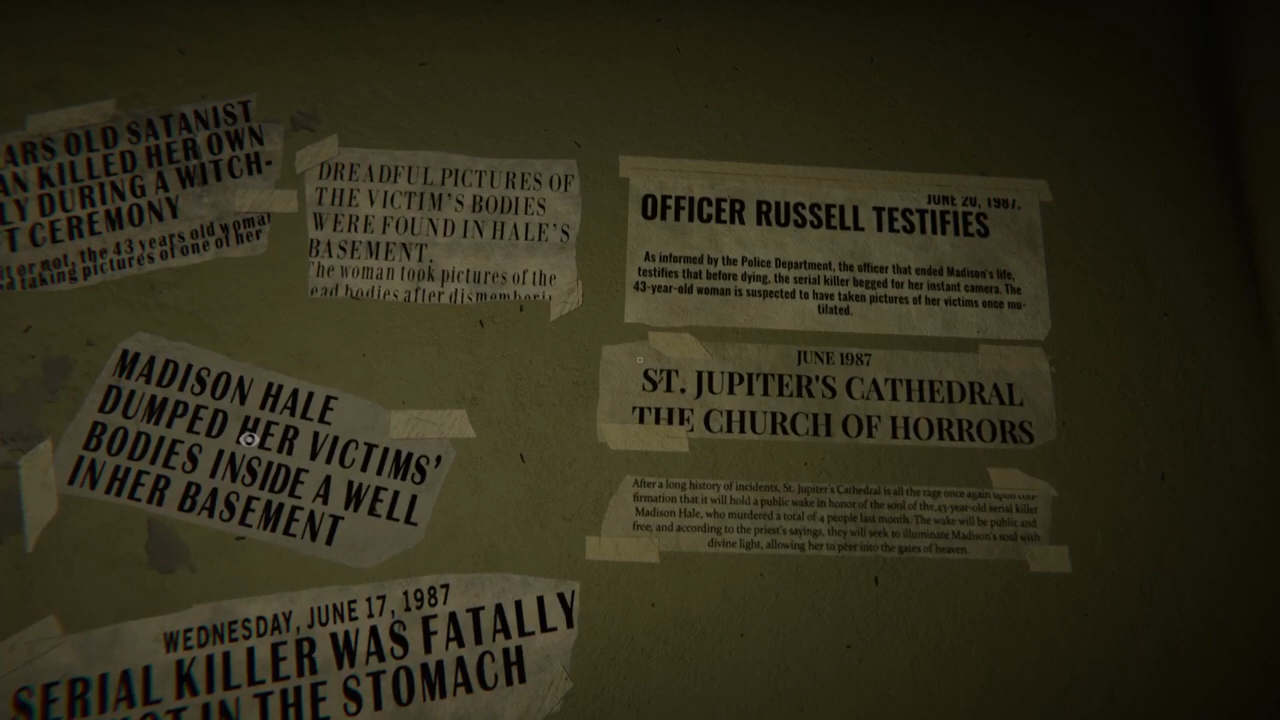 ARS OLD SATANIST
AN KILLED HER OWN
LY DURING A WITCH-
T CEREMONY
it or not, the 43 years old woman
taking pictures of one of her
DREADFUL PICTURES OF
THE VICTIM'S BODIES
WERE FOUND IN HALE'S
BASEMENT.
The woman took pictures of the
ead bodies after dismemberi
JUNE 20, 1987.
OFFICER RUSSELL TESTIFIES
As informed by the Police Department, the officer that ended Madison's life,
testifies that before dying, the serial killer begged for her instant camera. The
43-year-old woman is suspected to have taken pictures of her victims once mu-
tilated.
JUNE 1987
ST. JUPITER'S CATHEDRAL
THE CHURCH OF HORRORS
After a long history of incidents, St. Jupiter's Cathedral is all the rage once again upon con-
firmation that it will hold a public wake in honor of the soul of the 43-year-old serial killer
Madison Hale, who murdered a total of 4 people last month. The wake will be public and
free, and according to the priest's sayings, they will seek to illuminate Madison's soul with
divine light, allowing her to peer into the gates of heaven.
MADISON HALE
DUMPED HER VICTIMS'
BODIES INSIDE A WELL
IN HER BASEMENT
WEDNESDAY, JUNE 17, 1987
SERIAL KILLER WAS FATALLY
IN THE STOMACH